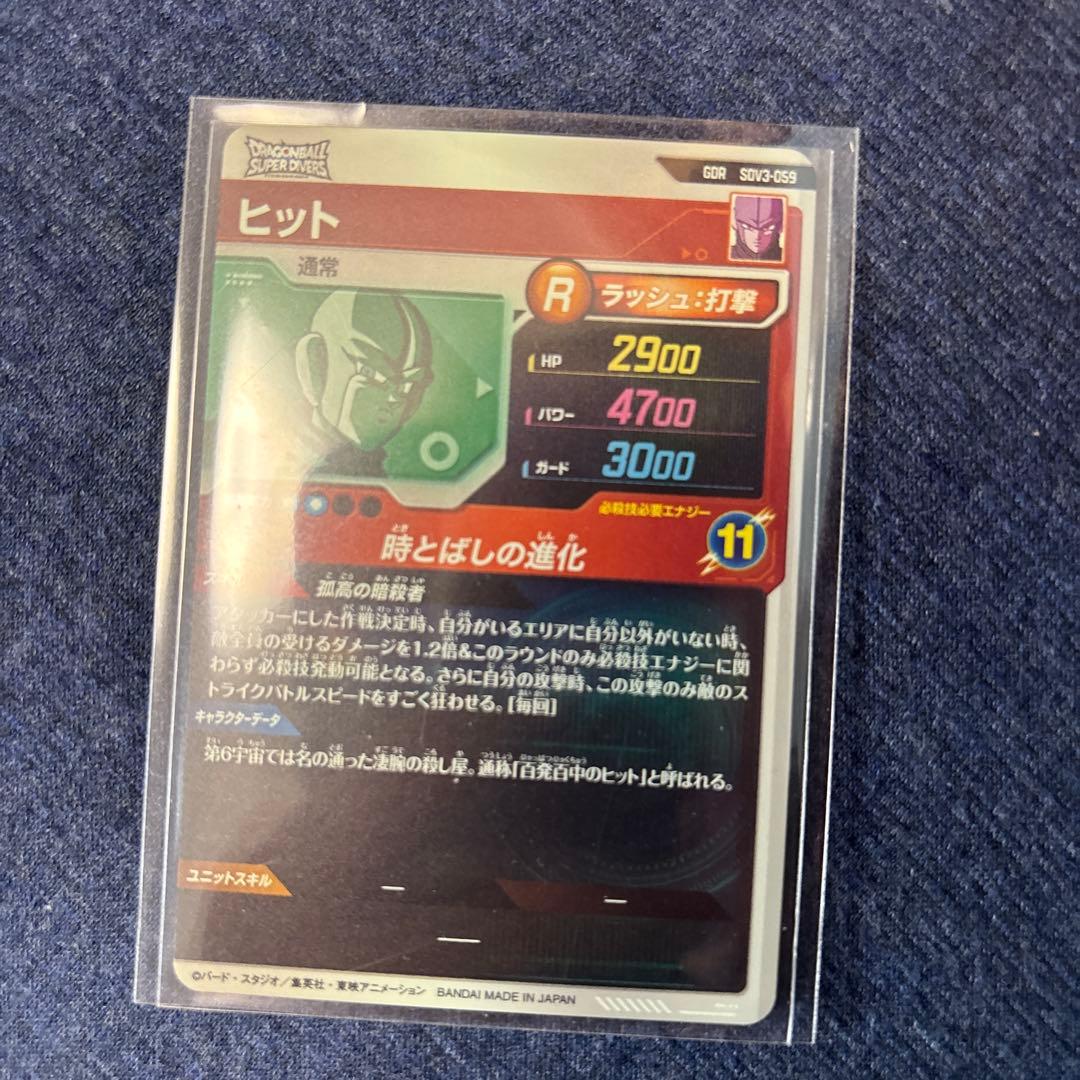 DRAGONBALL
SUPER DIVERS
GDR SDV3-059
ヒット
通常
R ラッシュ:打撃
HP 2900
パワー 4700
ガード 3000
必殺技必要エナジー
11
時とばしの進化
孤高の暗殺者
アタッカーにした作戦決定時、自分がいるエリアに自分以外がいない時、
敵全員の受けるダメージを1.2倍&このラウンドのみ必殺技エナジーに関
わらず必殺技発動可能となる。さらに自分の攻撃時、この攻撃のみ敵のス
トライクバトルスピードをすごく狂わせる。[毎回]
キャラクターデータ
第6宇宙では名の通った凄腕の殺し屋。通称「百発百中のヒット」と呼ばれる。
ユニットスキル
©バード・スタジオ/集英社・東映アニメーション BANDAI MADE IN JAPAN